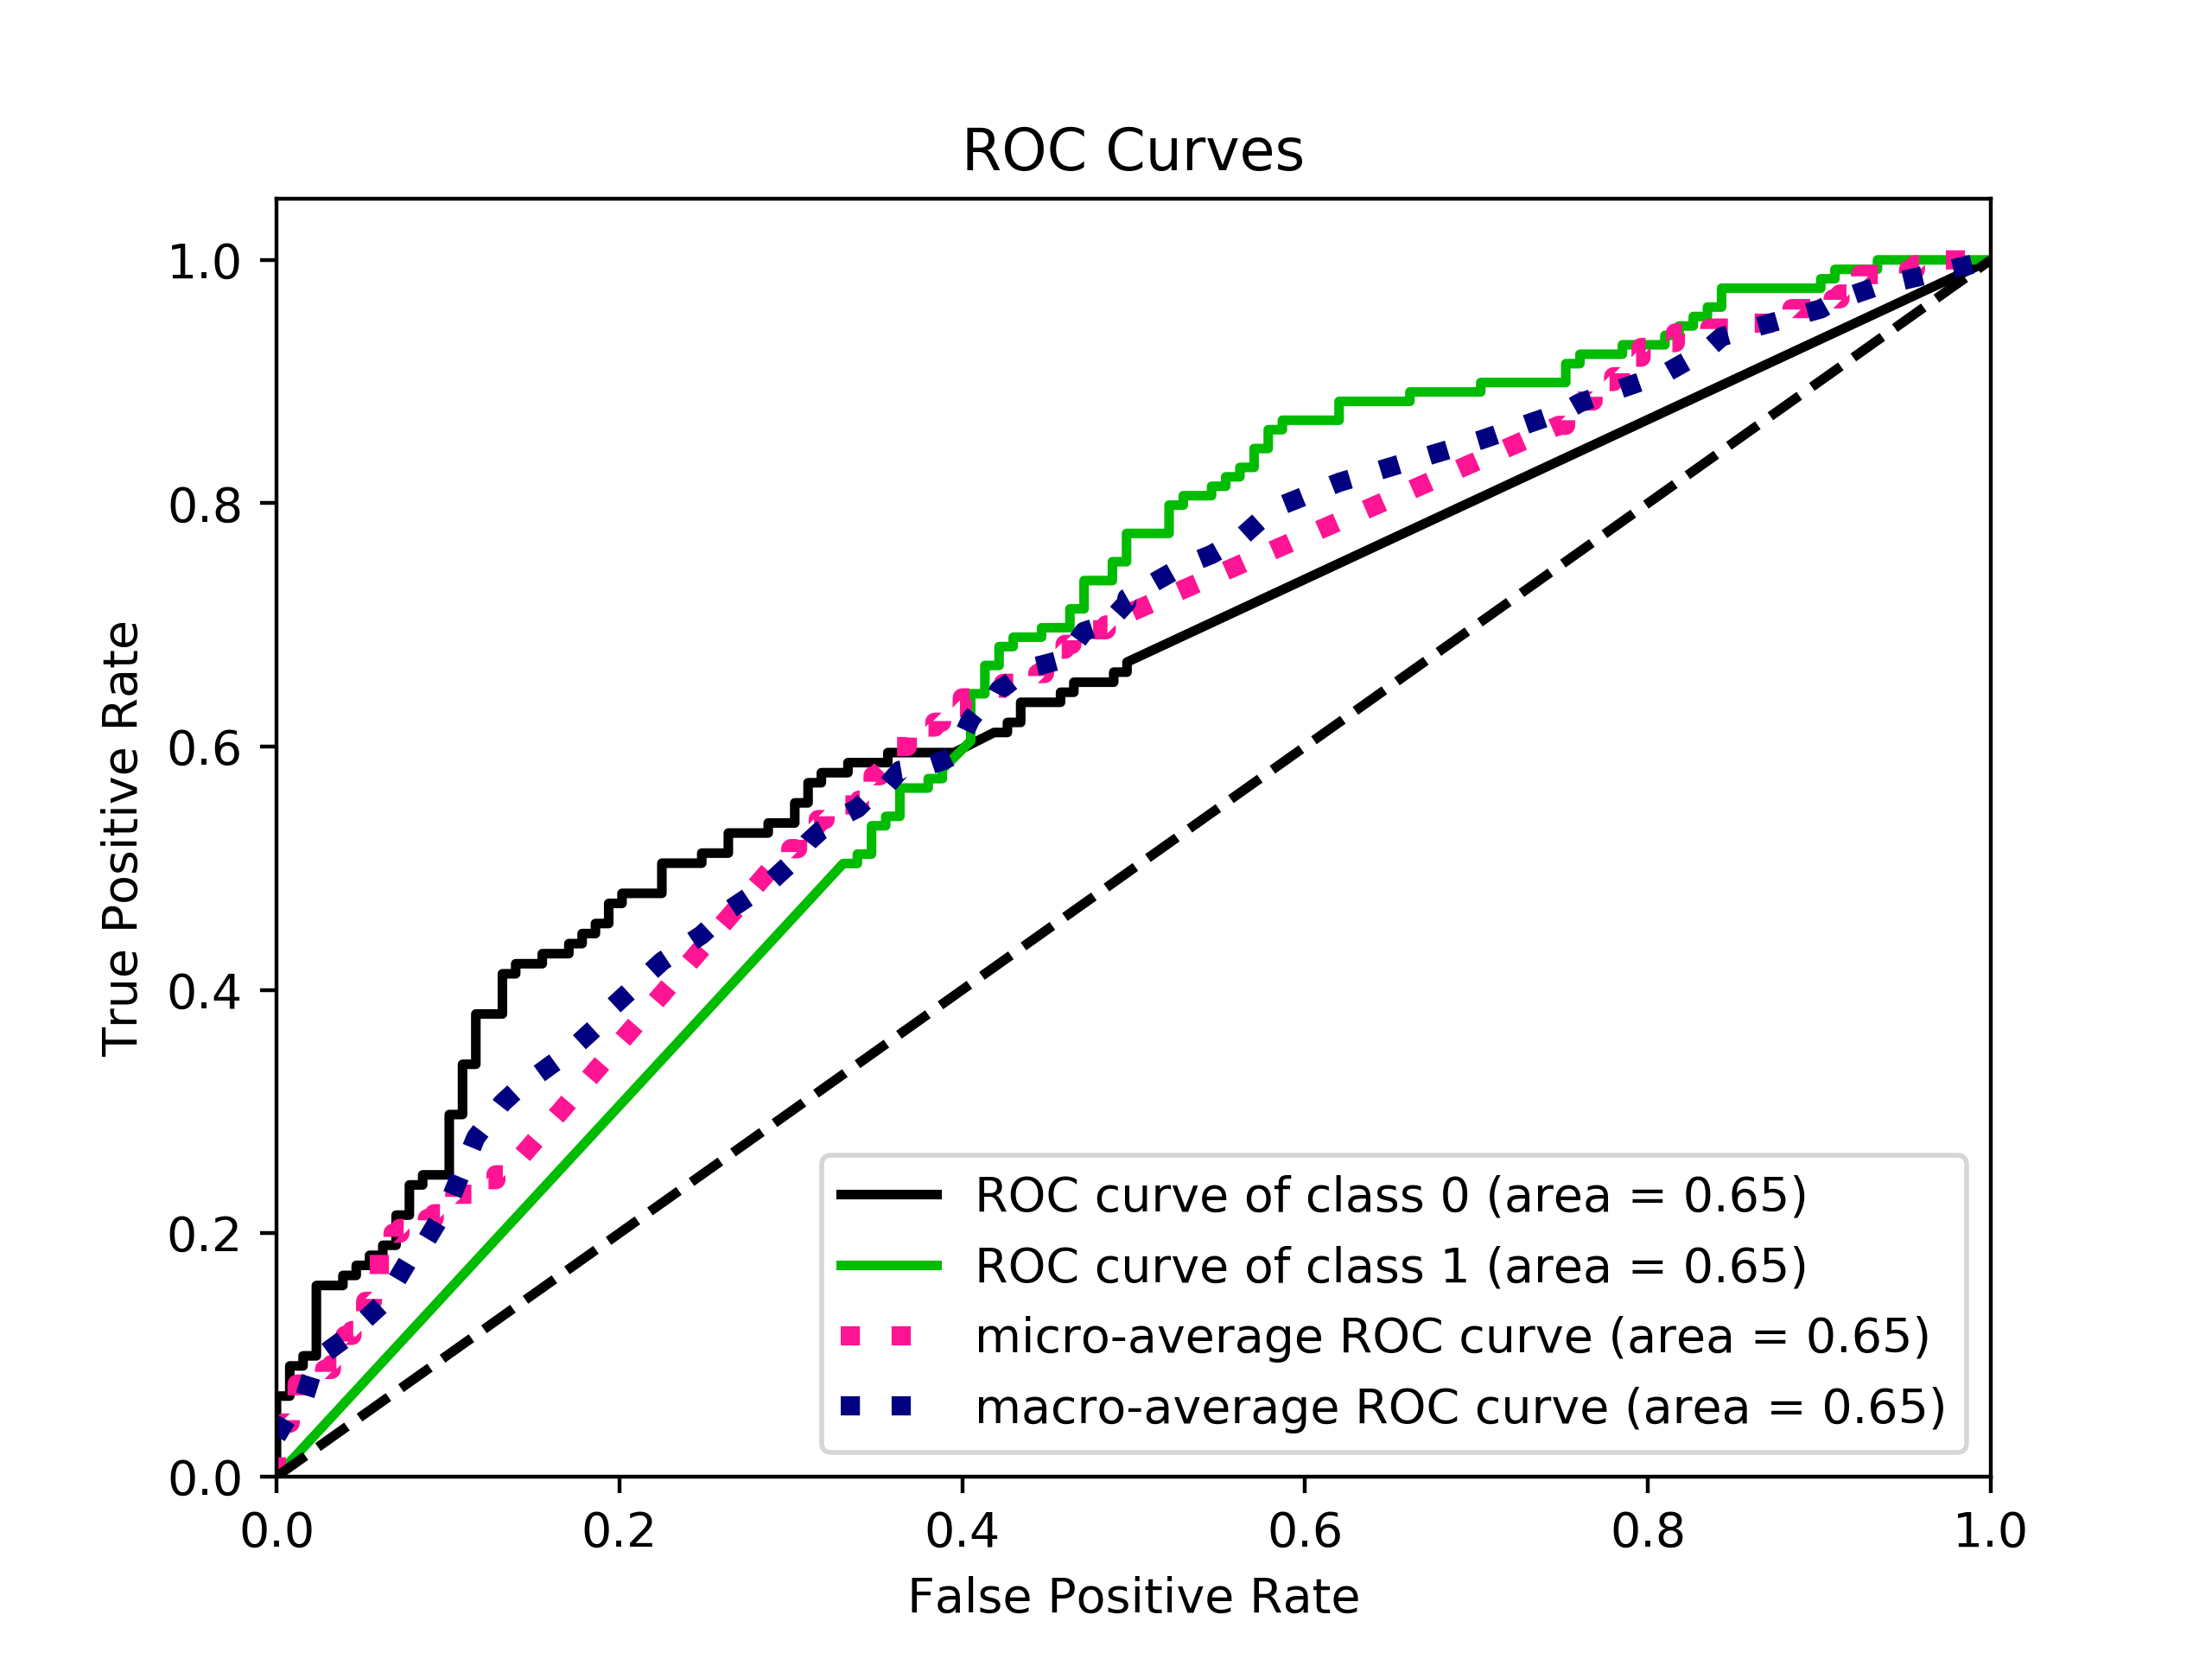 ROC Curves
True Positive Rate
1.0
0.8
0.6
0.4
0.2
0.0
ROC curve of class 0 (area = 0.65)
ROC curve of class 1 (area = 0.65)
micro-average ROC curve (area = 0.65)
macro-average ROC curve (area = 0.65)
0.0 0.2 0.4 0.6 0.8 1.0
False Positive Rate